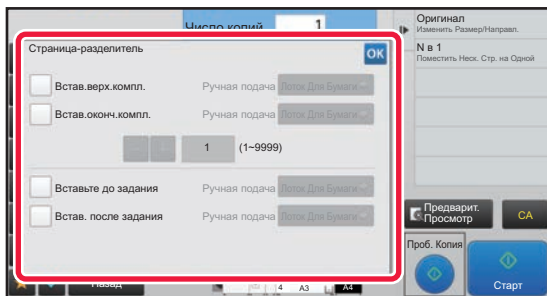 Число копий 1
Страница-разделитель
OK
Встав.верх.компл.
Ручная подача
Лоток Для Бумаги
Встав.оконч.компл.
Ручная подача
Лоток Для Бумаги
1 (1~9999)
Вставьте до задания
Ручная подача
Лоток Для Бумаги
Встав. после задания
Ручная подача
Лоток Для Бумаги
Назад
4 A3
A4
Оригинал
Изменить Размер/Направл.
N в 1
Поместить Неск. Стр. на Одной
Предварит.
Просмотр
CA
Проб. Копия
Старт